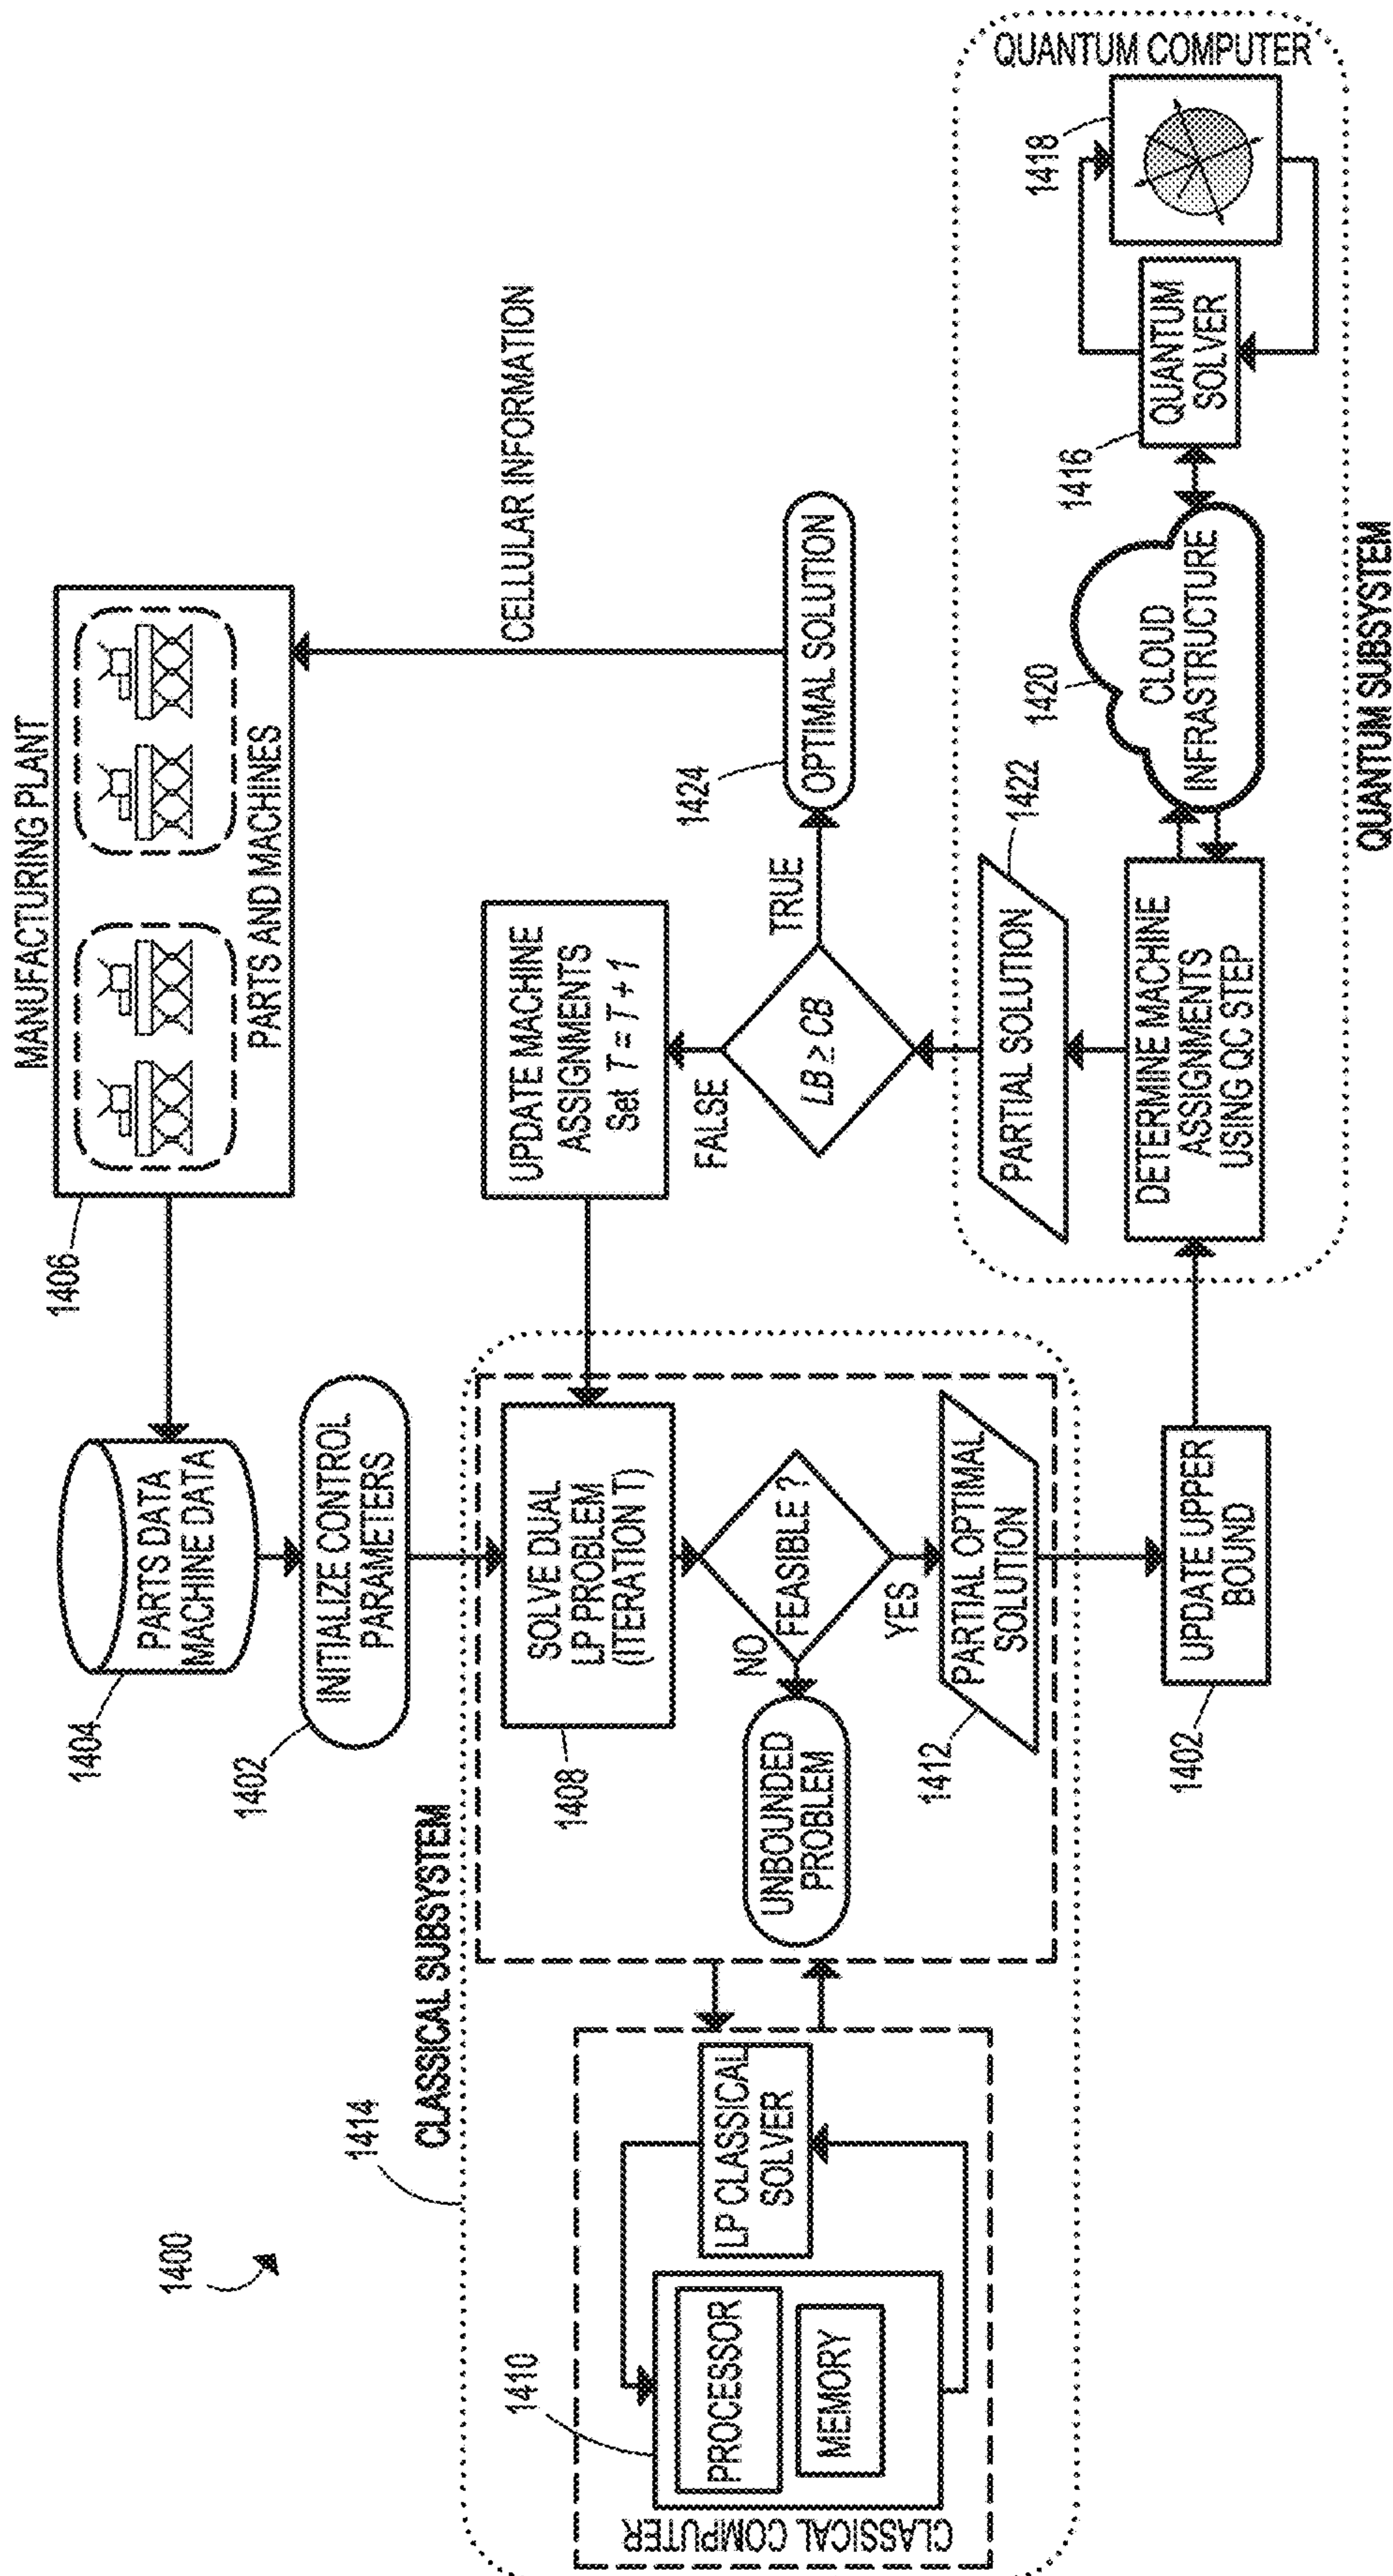 1400
MANUFACTURING PLANT
PARTS AND MACHINES
1406
PARTS DATA
MACHINE DATA
1404
INITIALIZE CONTROL
PARAMETERS
1402
CLASSICAL SUBSYSTEM
1414
CLASSICAL COMPUTER
1410
PROCESSOR
MEMORY
LP CLASSICAL
SOLVER
SOLVE DUAL
LP PROBLEM
(ITERATION T)
1408
FEASIBLE ?
NO
UNBOUNDED
PROBLEM
YES
PARTIAL OPTIMAL
SOLUTION
1412
UPDATE UPPER
BOUND
1402
UPDATE MACHINE
ASSIGNMENTS
Set T = T + 1
FALSE
LB ≥ CB
TRUE
OPTIMAL SOLUTION
1424
CELLULAR INFORMATION
PARTIAL SOLUTION
1422
DETERMINE MACHINE
ASSIGNMENTS
USING QC STEP
CLOUD
INFRASTRUCTURE
1420
QUANTUM
SOLVER
1416
1418
QUANTUM COMPUTER
QUANTUM SUBSYSTEM